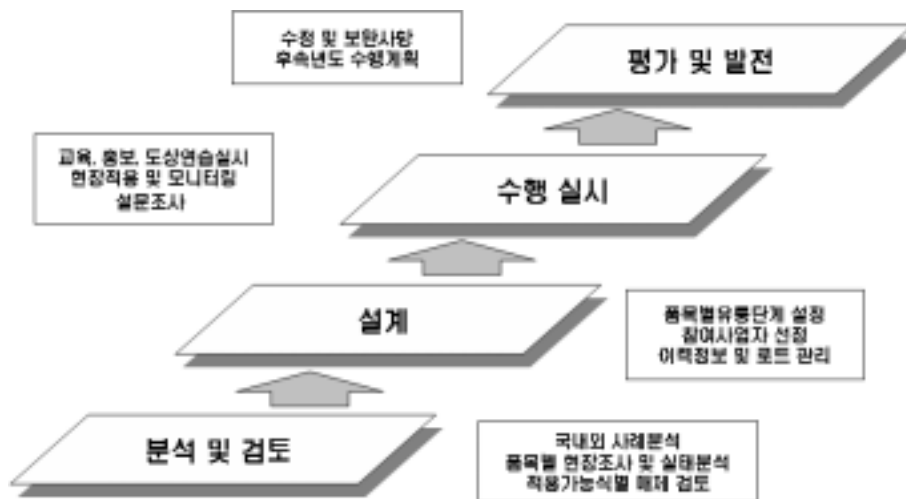 수정 및 보완사항
후속년도 수행계획
평가 및 발전
교육, 홍보, 도상연습실시
현장적용 및 모니터링
설문조사
수행 실시
설계
품목별유통단계 설정
참여사업자 선정
이력정보 및 로트 관리
분석 및 검토
국내외 사례분석
품목별 현장조사 및 실태분석
적용가능식별 매체 검토